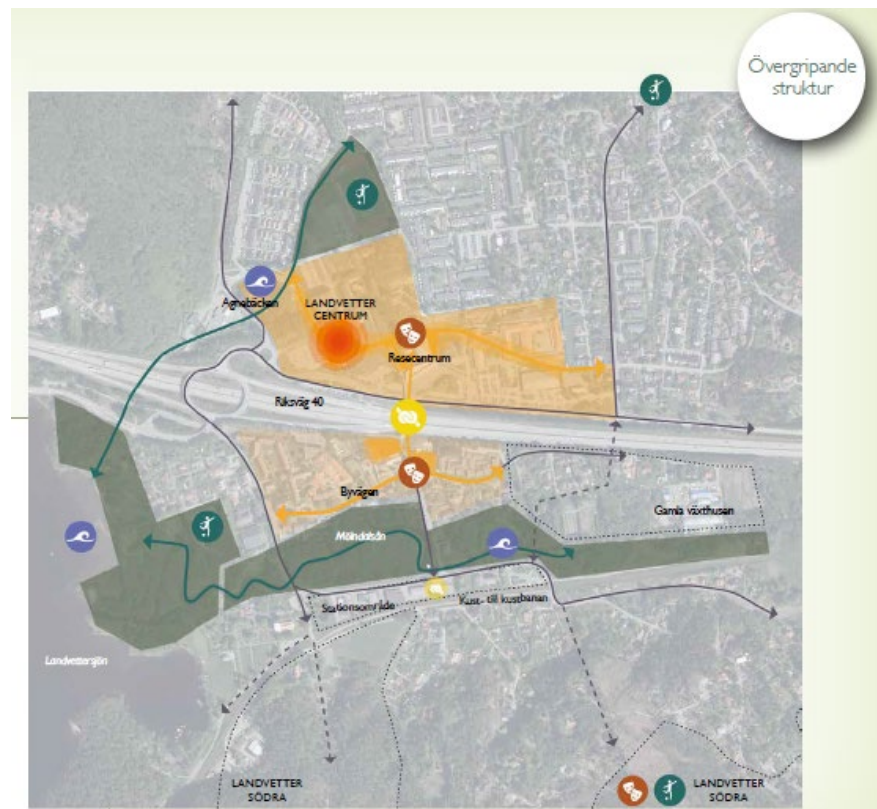 Övergripande
struktur
Agnebäcken
LANDVETTER
CENTRUM
Resecentrum
Riksväg 40
Byvägen
Gamla växthusen
Mölndalsån
Stationsområde
Kust- till kustbanan
Landvettersjön
LANDVETTER
SÖDRA
LANDVETTER
SÖDRA